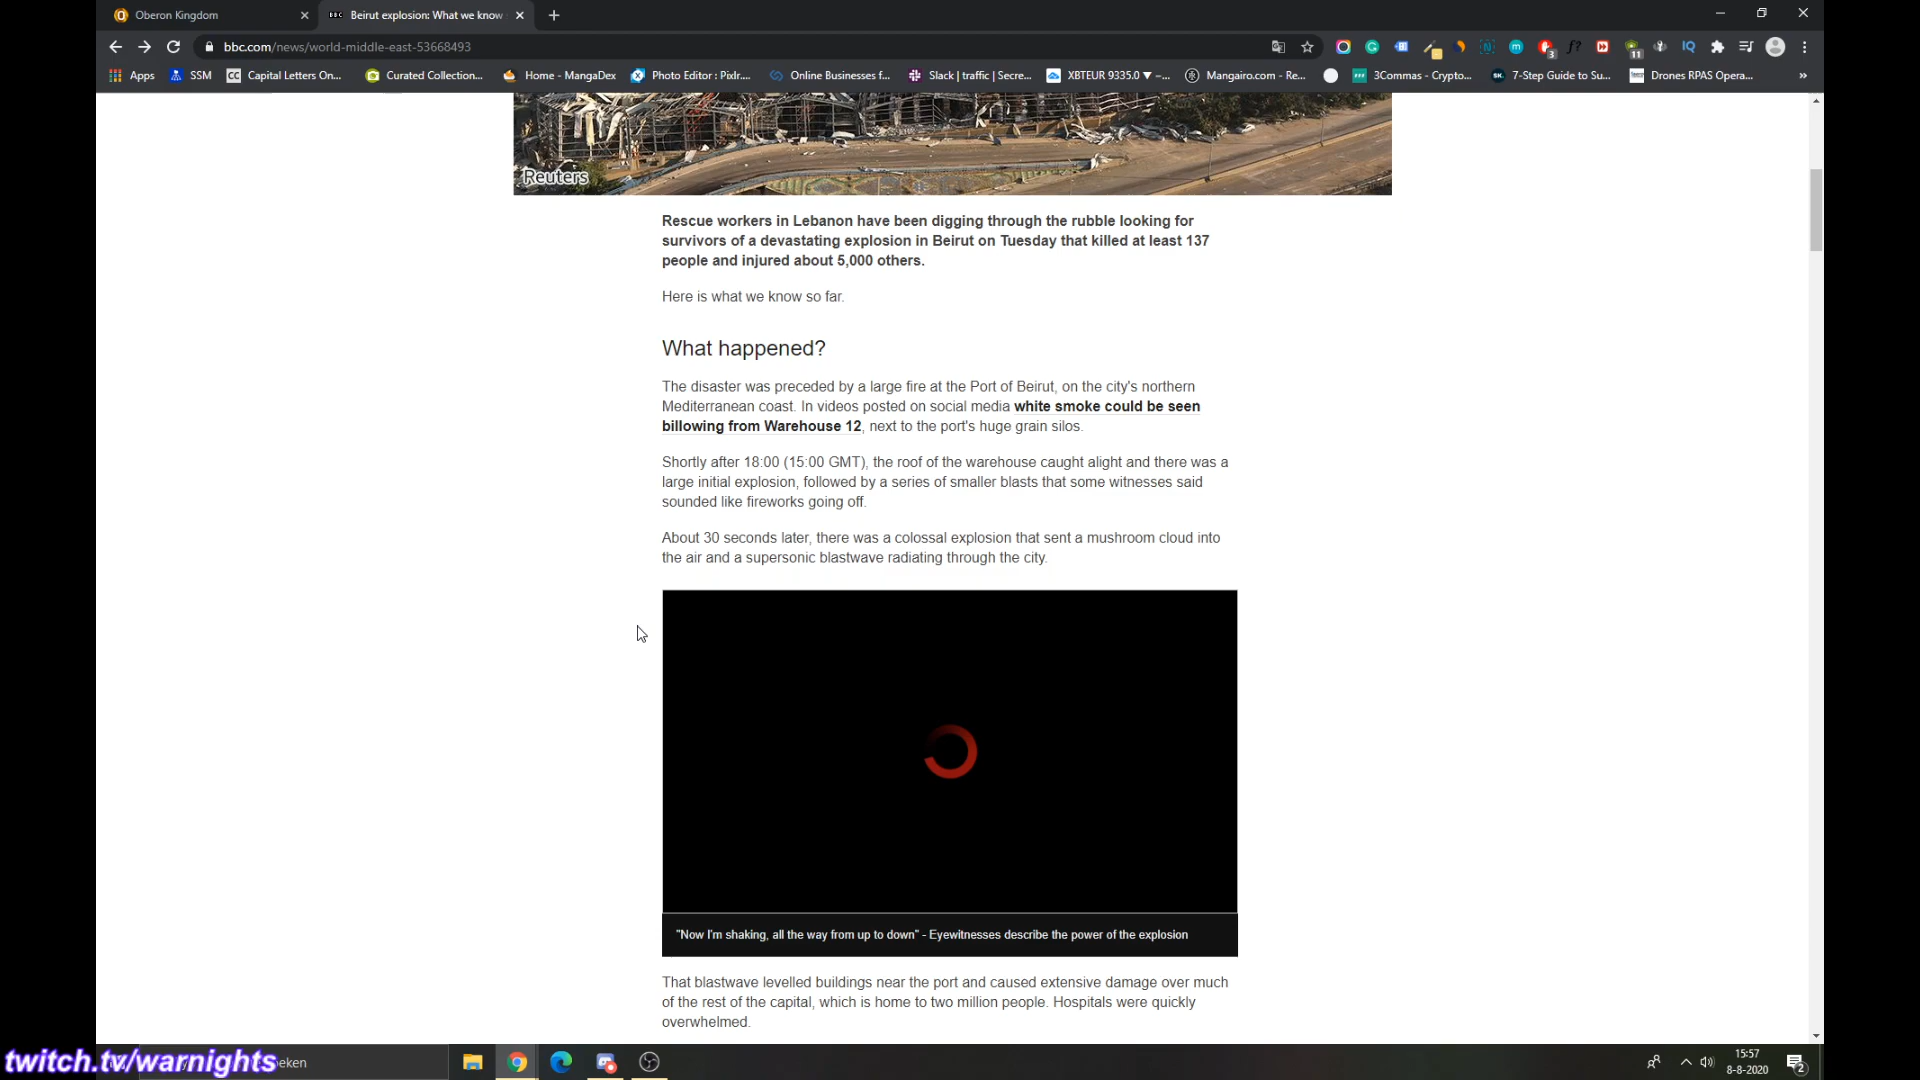 Oberon Kingdom
BBC Beirut explosion: What we know
bbc.com/news/world-middle-east-53668493
Apps SSM CC Capital Letters On... Curated Collection... Home - MangaDex Photo Editor : Pixlr... Online Businesses f... Slack | traffic | Secre... XBTEUR 9335.0 ▼ –... Mangairo.com - Re... 3Commas - Crypto... SK. 7-Step Guide to Su... Drones RPAS Opera... »
Reuters
Rescue workers in Lebanon have been digging through the rubble looking for
survivors of a devastating explosion in Beirut on Tuesday that killed at least 137
people and injured about 5,000 others.
Here is what we know so far.
What happened?
The disaster was preceded by a large fire at the Port of Beirut, on the city's northern
Mediterranean coast. In videos posted on social media white smoke could be seen
billowing from Warehouse 12, next to the port's huge grain silos.
Shortly after 18:00 (15:00 GMT), the roof of the warehouse caught alight and there was a
large initial explosion, followed by a series of smaller blasts that some witnesses said
sounded like fireworks going off.
About 30 seconds later, there was a colossal explosion that sent a mushroom cloud into
the air and a supersonic blastwave radiating through the city.
"Now I'm shaking, all the way from up to down" - Eyewitnesses describe the power of the explosion
That blastwave levelled buildings near the port and caused extensive damage over much
of the rest of the capital, which is home to two million people. Hospitals were quickly
overwhelmed.
twitch.tv/warnights
eken
15:57
8-8-2020
2